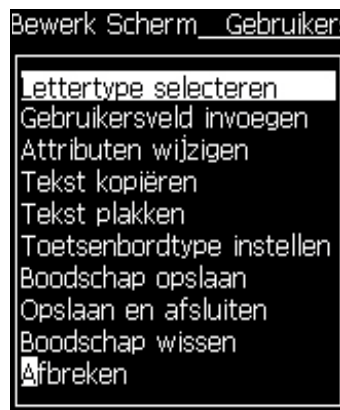 Bewerk Scherm Gebruiker
Lettertype selecteren
Gebruikersveld invoegen
Attributen wijzigen
Tekst kopiëren
Tekst plakken
Toetsenbordtype instellen
Boodschap opslaan
Opslaan en afsluiten
Boodschap wissen
Afbreken